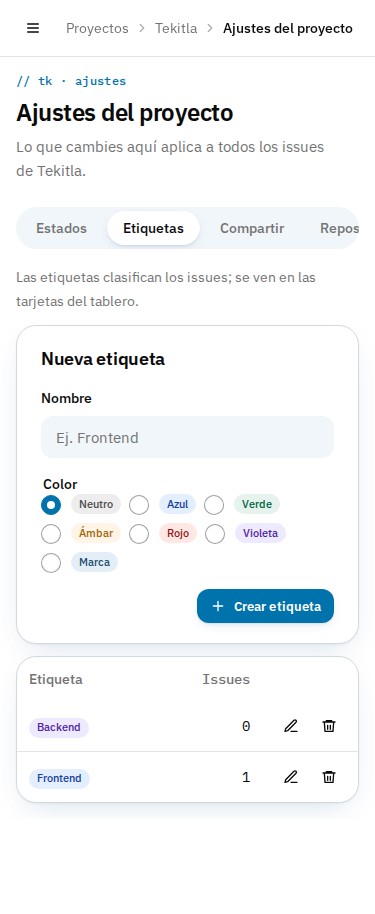 Proyectos > Tekitla > Ajustes del proyecto
// tk · ajustes
Ajustes del proyecto
Lo que cambies aquí aplica a todos los issues
de Tekitla.
Estados Etiquetas Compartir Repos
Las etiquetas clasifican los issues; se ven en las
tarjetas del tablero.
Nueva etiqueta
Nombre
Ej. Frontend
Color
Neutro Azul Verde
Ámbar Rojo Violeta
Marca
+ Crear etiqueta
Etiqueta Issues
Backend 0
Frontend 1